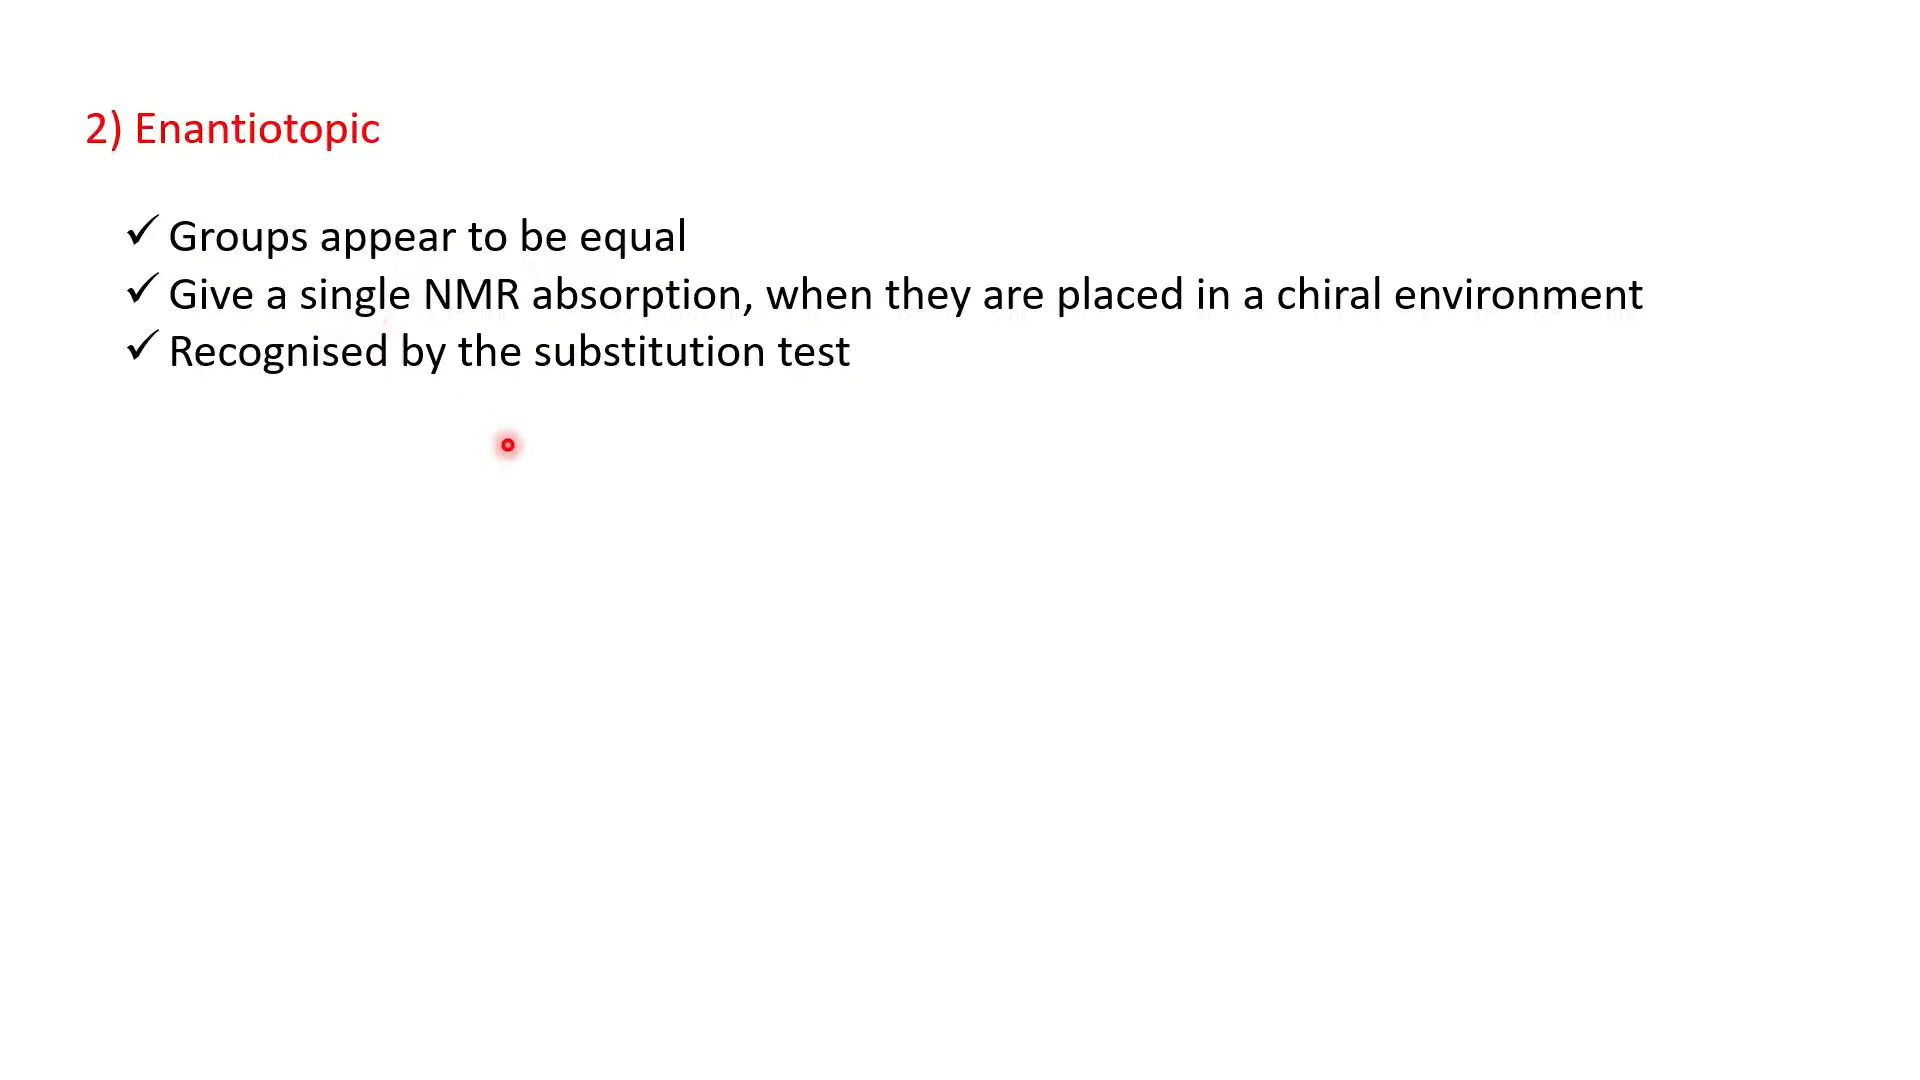 2) Enantiotopic
✓ Groups appear to be equal
✓ Give a single NMR absorption, when they are placed in a chiral environment
✓ Recognised by the substitution test